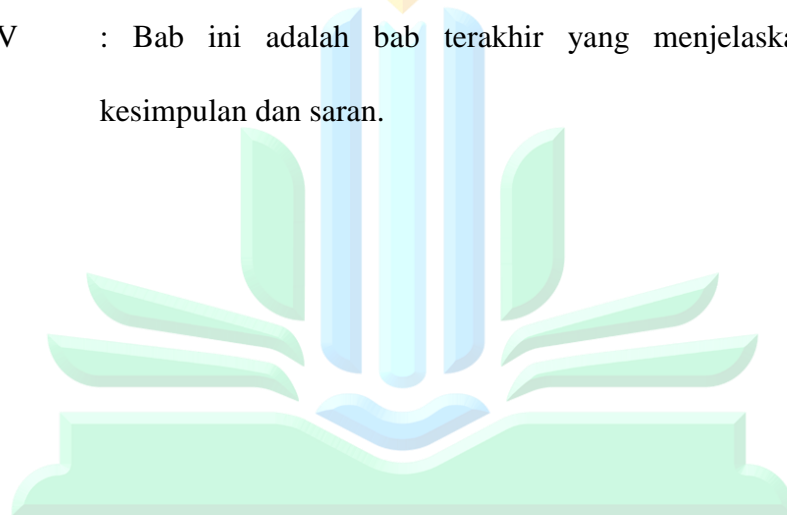 V : Bab ini adalah bab terakhir yang menjelaska
kesimpulan dan saran.